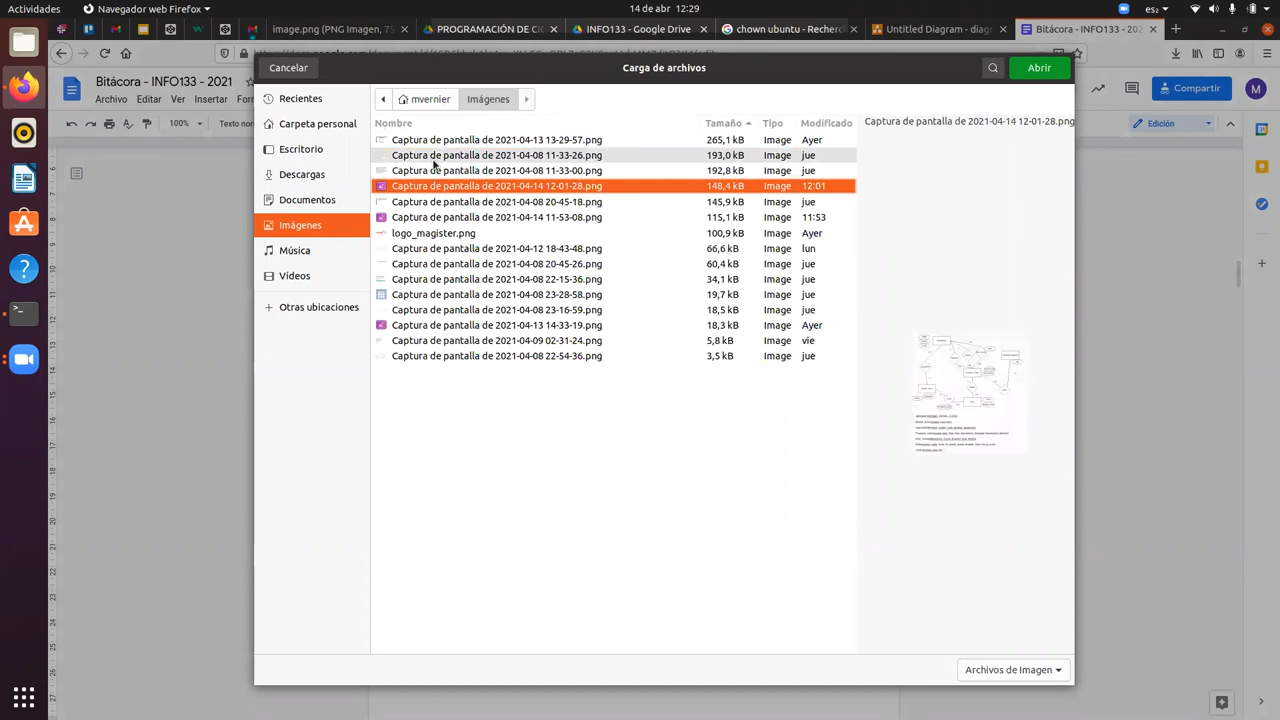 Actividades
Navegador web Firefox
14 de abr 12:29
es₂
Image.png (PNG Imagen, 75
PROGRAMACIÓN DE CI
INFO133 - Google Drive
chown ubuntu - Recherc
Untitled Diagram - diag
Bitácora - INFO133 - 202
Bitácora - INFO133 - 2021
Archivo Editar Ver Insertar
Compartir
M
100%
Texto nor
Edición
Cancelar
Carga de archivos
Abrir
Recientes
Carpeta personal
Escritorio
Descargas
Documentos
Imágenes
Música
Vídeos
Otras ubicaciones
mvernier
Imágenes
Nombre Tamaño Tipo Modificado
Captura de pantalla de 2021-04-13 13-29-57.png 265,1 kB Image Ayer
Captura de pantalla de 2021-04-08 11-33-26.png 193,0 kB Image jue
Captura de pantalla de 2021-04-08 11-33-00.png 192,8 kB Image jue
Captura de pantalla de 2021-04-14 12-01-28.png 148,4 kB Image 12:01
Captura de pantalla de 2021-04-08 20-45-18.png 145,9 kB Image jue
Captura de pantalla de 2021-04-14 11-53-08.png 115,1 kB Image 11:53
logo_magister.png 100,9 kB Image Ayer
Captura de pantalla de 2021-04-12 18-43-48.png 66,6 kB Image lun
Captura de pantalla de 2021-04-08 20-45-26.png 60,4 kB Image jue
Captura de pantalla de 2021-04-08 22-15-36.png 34,1 kB Image jue
Captura de pantalla de 2021-04-08 23-28-58.png 19,7 kB Image jue
Captura de pantalla de 2021-04-08 23-16-59.png 18,5 kB Image jue
Captura de pantalla de 2021-04-13 14-33-19.png 18,3 kB Image Ayer
Captura de pantalla de 2021-04-09 02-31-24.png 5,8 kB Image vie
Captura de pantalla de 2021-04-08 22-54-36.png 3,5 kB Image jue
Captura de pantalla de 2021-04-14 12-01-28.png
Archivos de Imagen